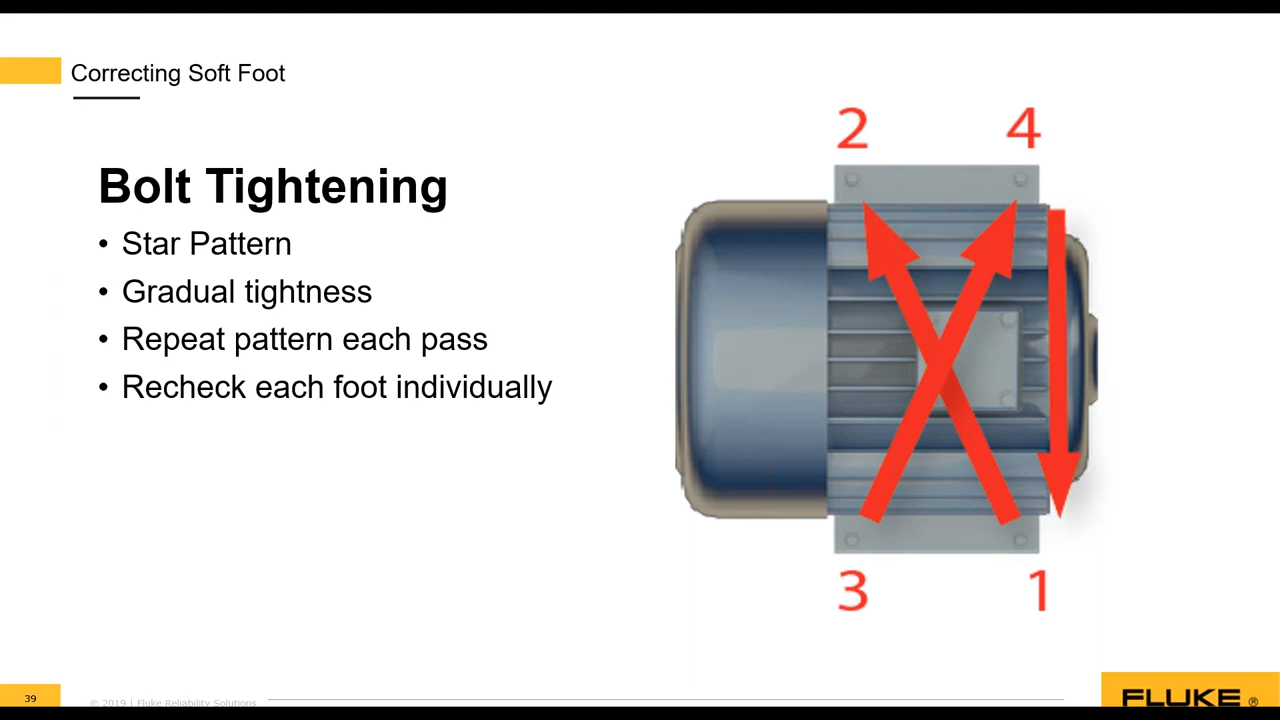 Correcting Soft Foot
Bolt Tightening
• Star Pattern
• Gradual tightness
• Repeat pattern each pass
• Recheck each foot individually
2 4
3 1
39
© 2019 | Fluke Reliability Solutions
FLUKE ®